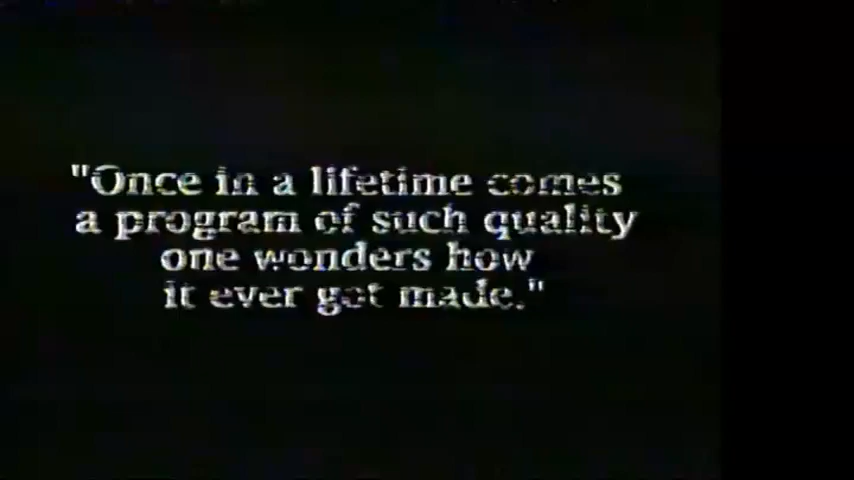 "Once in a lifetime comes
a program of such quality
one wonders how
it ever got made."